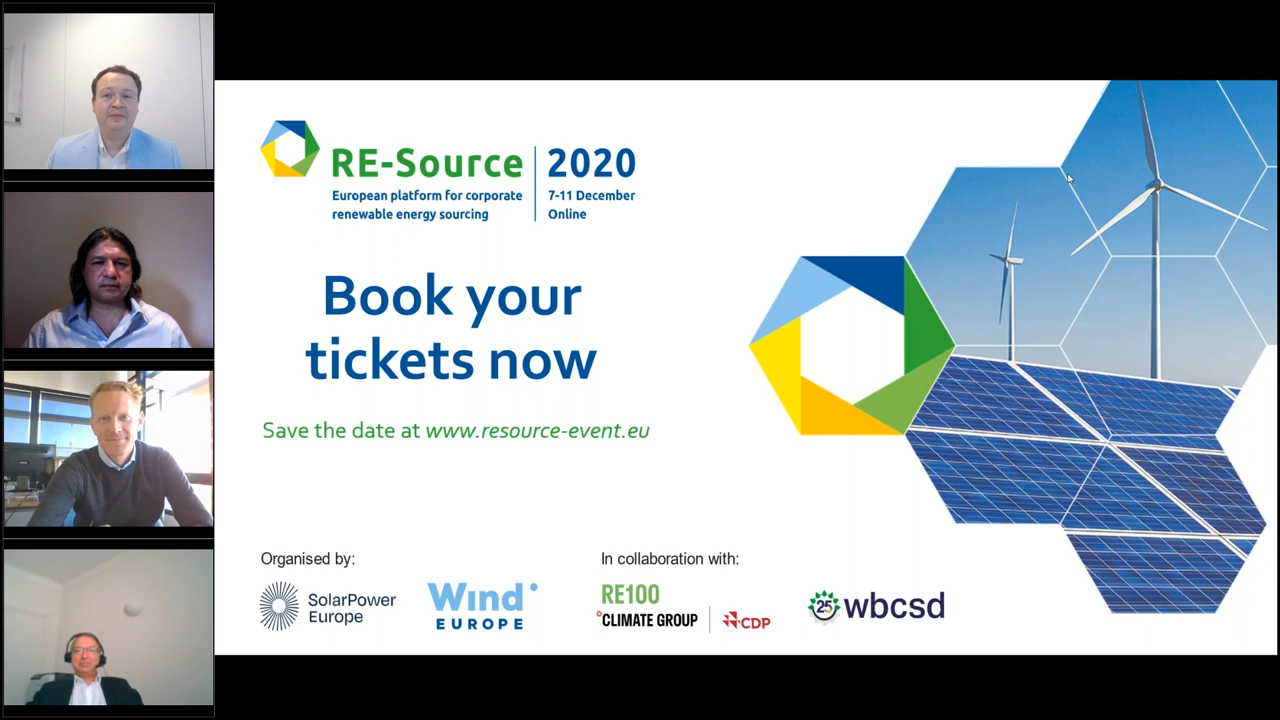 RE-Source
2020
European platform for corporate
renewable energy sourcing
7-11 December
Online
Book your
tickets now
Save the date at www.resource-event.eu
Organised by:
In collaboration with:
SolarPower
Europe
Wind
EUROPE
RE100
°CLIMATE GROUP
CDP
25
wbcsd